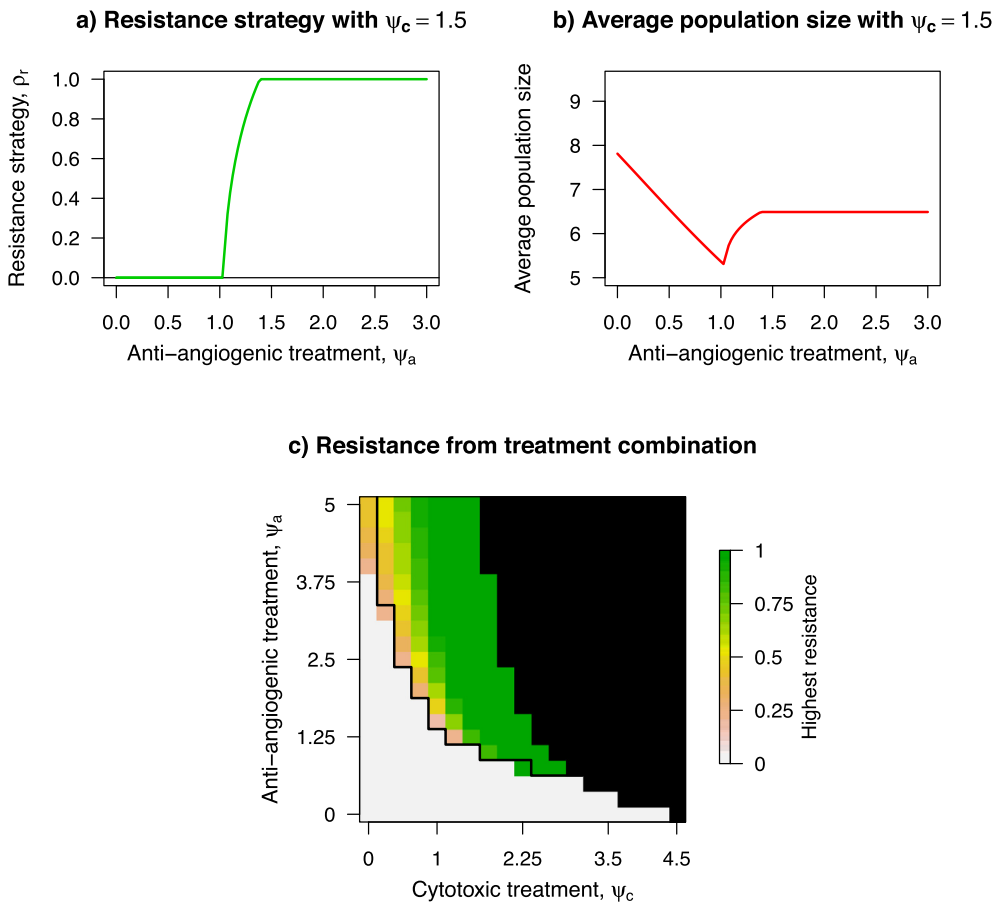 a) Resistance strategy with ψc = 1.5
Resistance strategy, ρr
1.0
0.8
0.6
0.4
0.2
0.0
0.0 0.5 1.0 1.5 2.0 2.5 3.0
Anti−angiogenic treatment, ψa
b) Average population size with ψc = 1.5
Average population size
9
8
7
6
5
0.0 0.5 1.0 1.5 2.0 2.5 3.0
Anti−angiogenic treatment, ψa
c) Resistance from treatment combination
Anti−angiogenic treatment, ψa
5
3.75
2.5
1.25
0
0 1 2.25 3.5 4.5
Cytotoxic treatment, ψc
1
0.75
0.5
0.25
0
Highest resistance